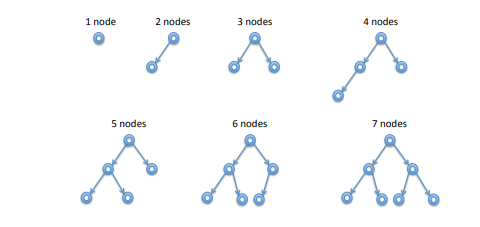 1 node
2 nodes
3 nodes
4 nodes
5 nodes
6 nodes
7 nodes